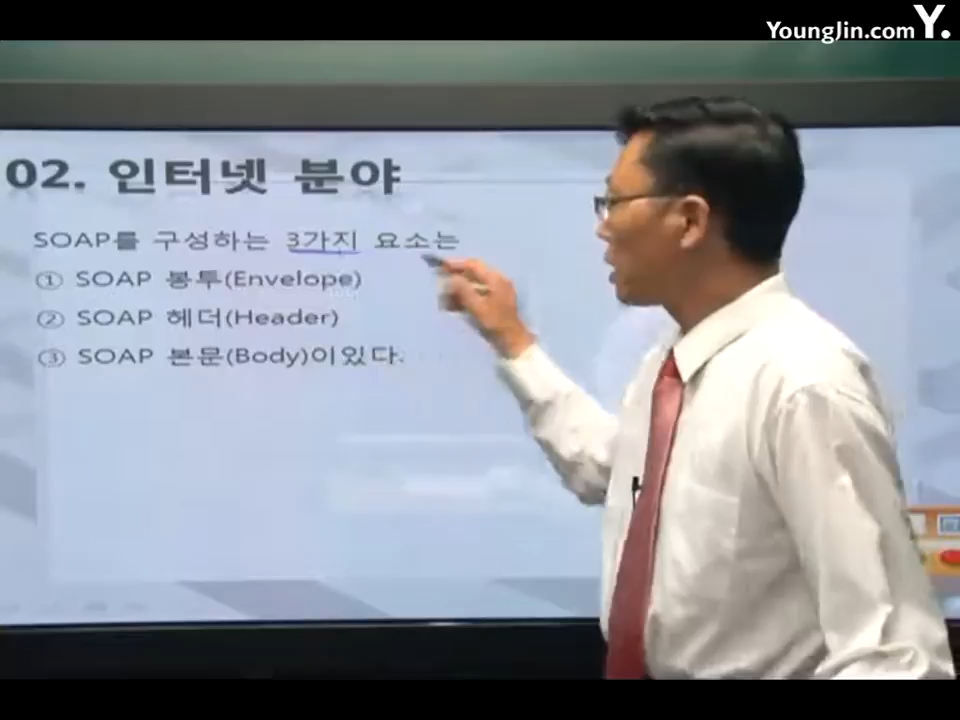 YoungJin.com Y.
02. 인터넷 분야
SOAP를 구성하는 3가지 요소는
① SOAP 봉투(Envelope)
② SOAP 헤더(Header)
③ SOAP 본문(Body)이있다.